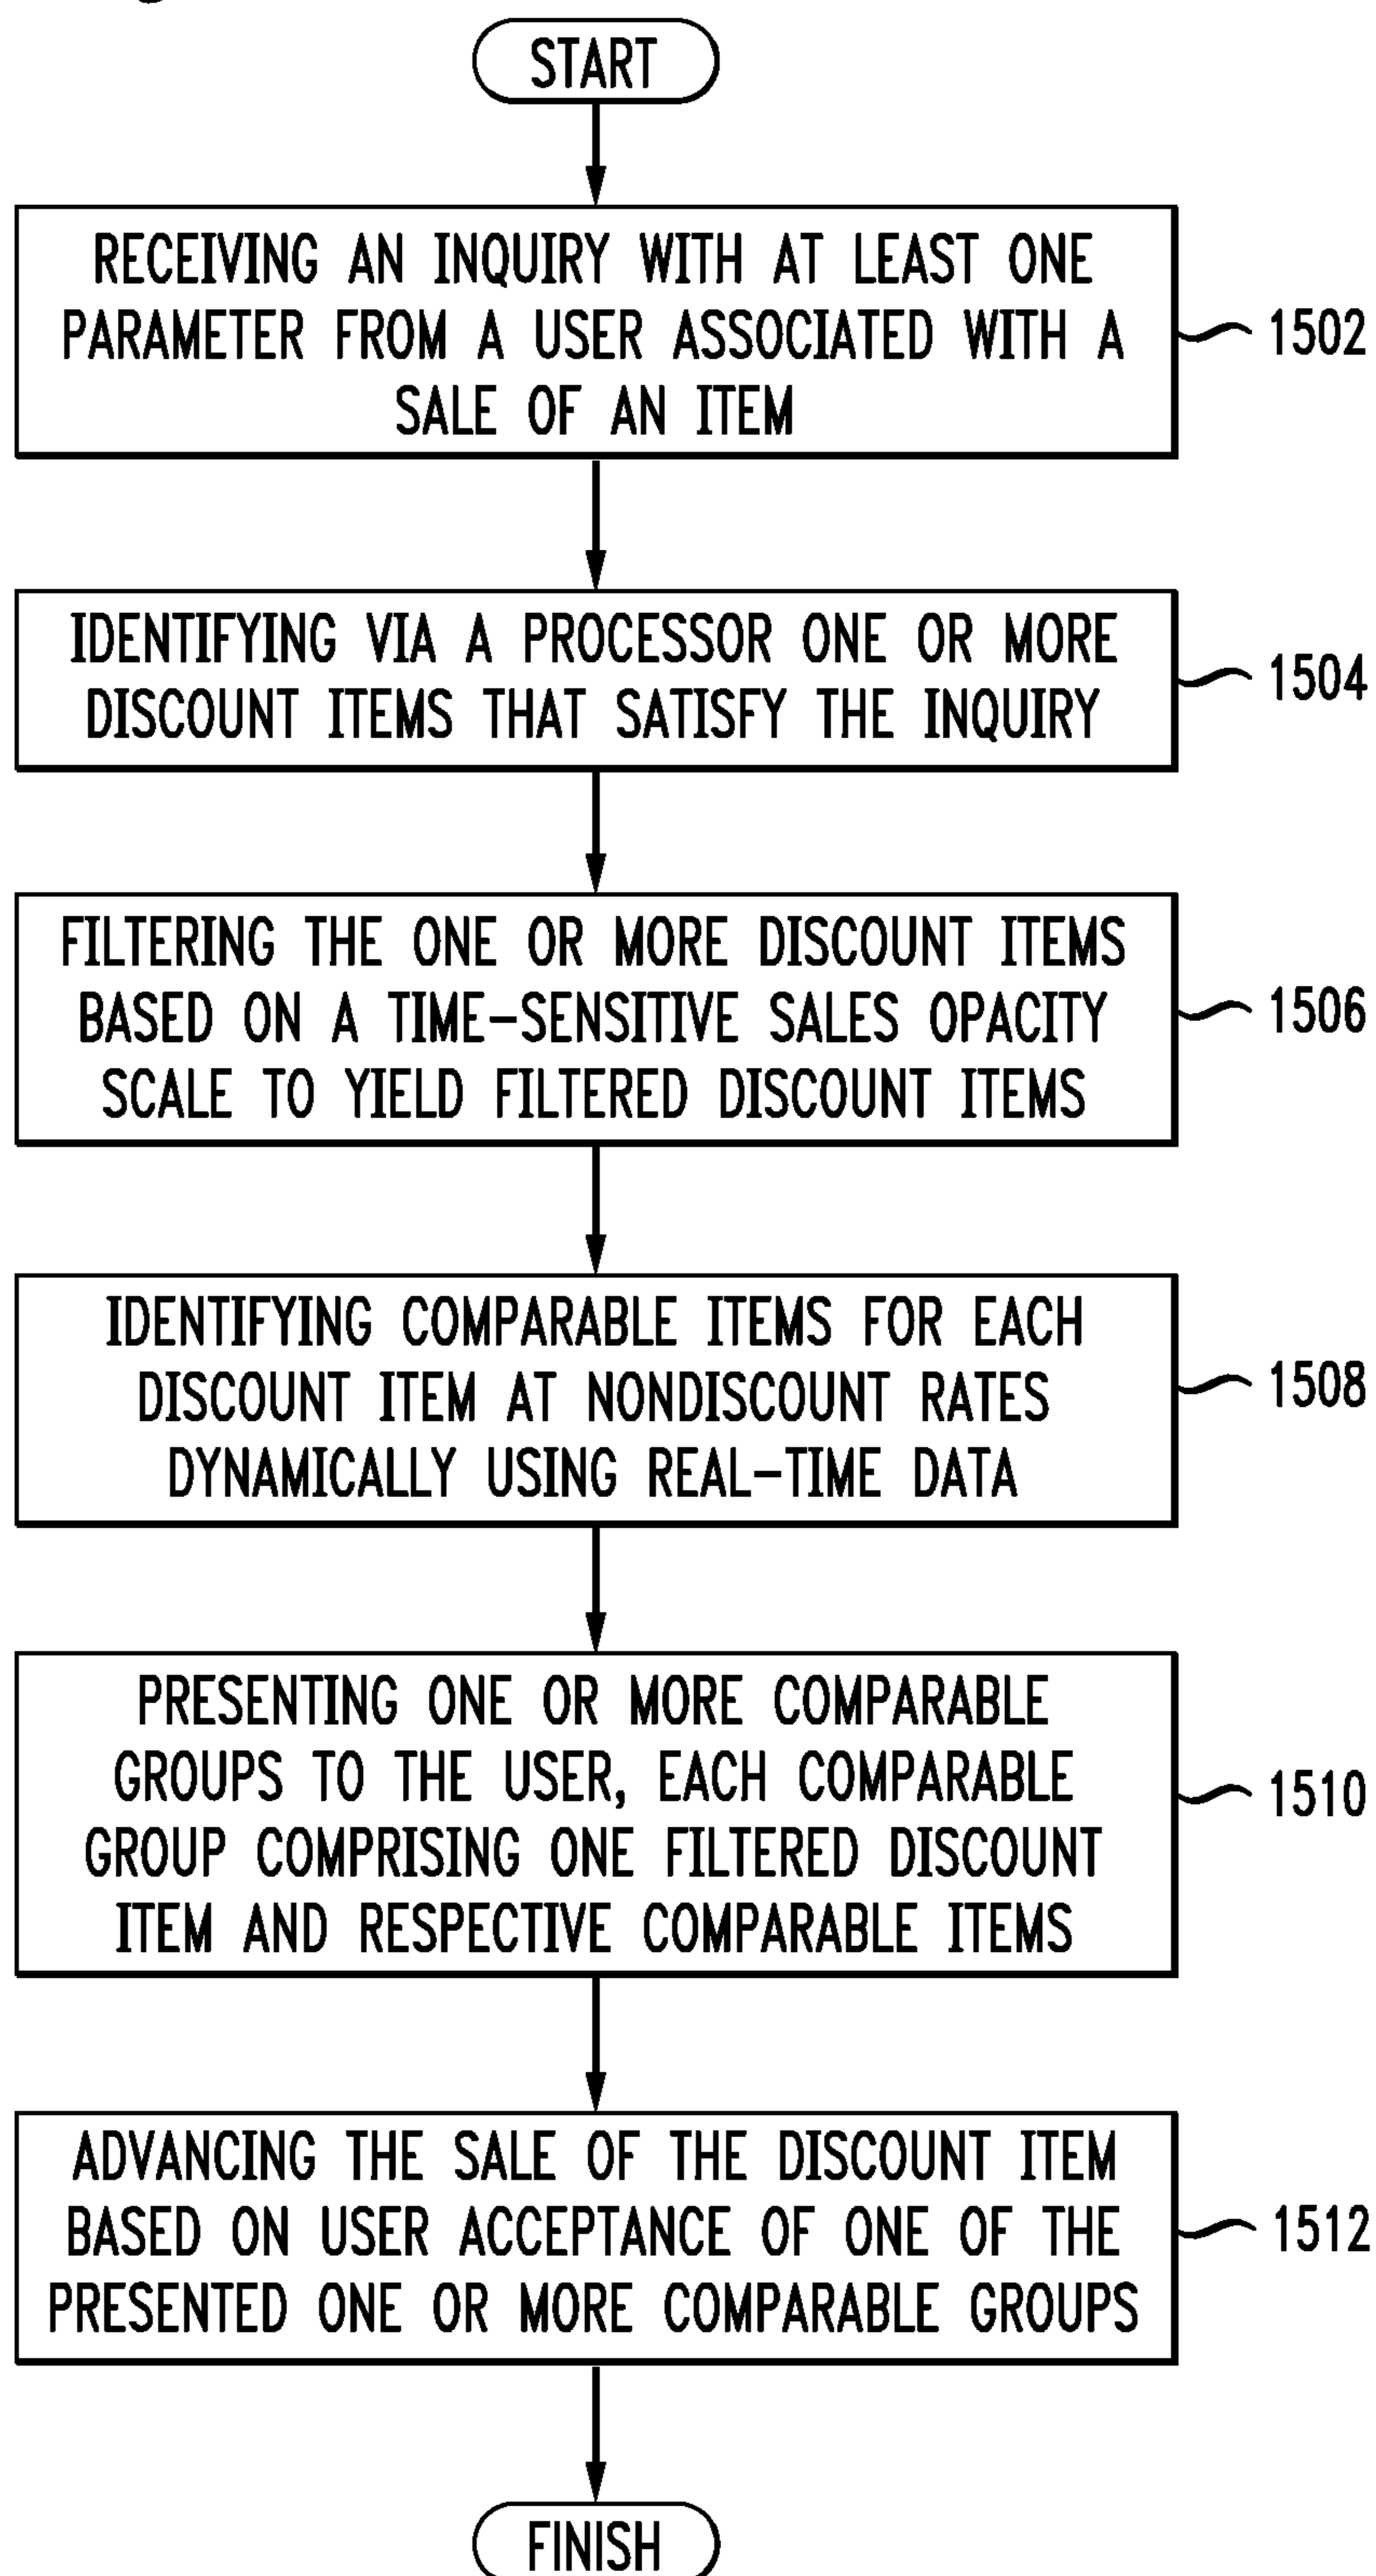 START
RECEIVING AN INQUIRY WITH AT LEAST ONE
PARAMETER FROM A USER ASSOCIATED WITH A
SALE OF AN ITEM
1502
IDENTIFYING VIA A PROCESSOR ONE OR MORE
DISCOUNT ITEMS THAT SATISFY THE INQUIRY
1504
FILTERING THE ONE OR MORE DISCOUNT ITEMS
BASED ON A TIME-SENSITIVE SALES OPACITY
SCALE TO YIELD FILTERED DISCOUNT ITEMS
1506
IDENTIFYING COMPARABLE ITEMS FOR EACH
DISCOUNT ITEM AT NONDISCOUNT RATES
DYNAMICALLY USING REAL-TIME DATA
1508
PRESENTING ONE OR MORE COMPARABLE
GROUPS TO THE USER, EACH COMPARABLE
GROUP COMPRISING ONE FILTERED DISCOUNT
ITEM AND RESPECTIVE COMPARABLE ITEMS
1510
ADVANCING THE SALE OF THE DISCOUNT ITEM
BASED ON USER ACCEPTANCE OF ONE OF THE
PRESENTED ONE OR MORE COMPARABLE GROUPS
1512
FINISH